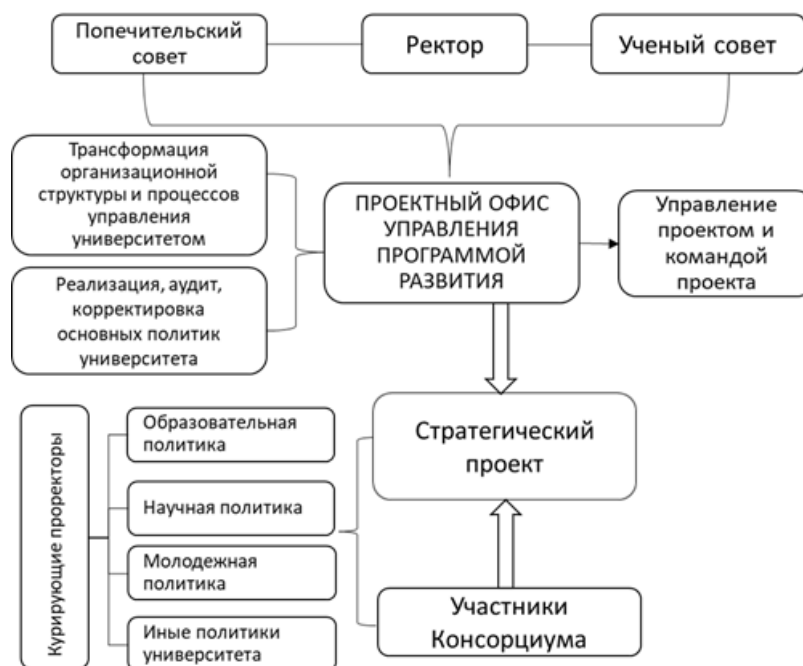 Попечительский
совет
Ректор
Ученый совет
Трансформация
организационной
структуры и процессов
управления
университетом
ПРОЕКТНЫЙ ОФИС
УПРАВЛЕНИЯ
ПРОГРАММОЙ
РАЗВИТИЯ
Управление
проектом и
командой
проекта
Реализация, аудит,
корректировка
основных политик
университета
Курирующие проректоры
Образовательная
политика
Научная политика
Молодежная
политика
Иные политики
университета
Стратегический
проект
Участники
Консорциума